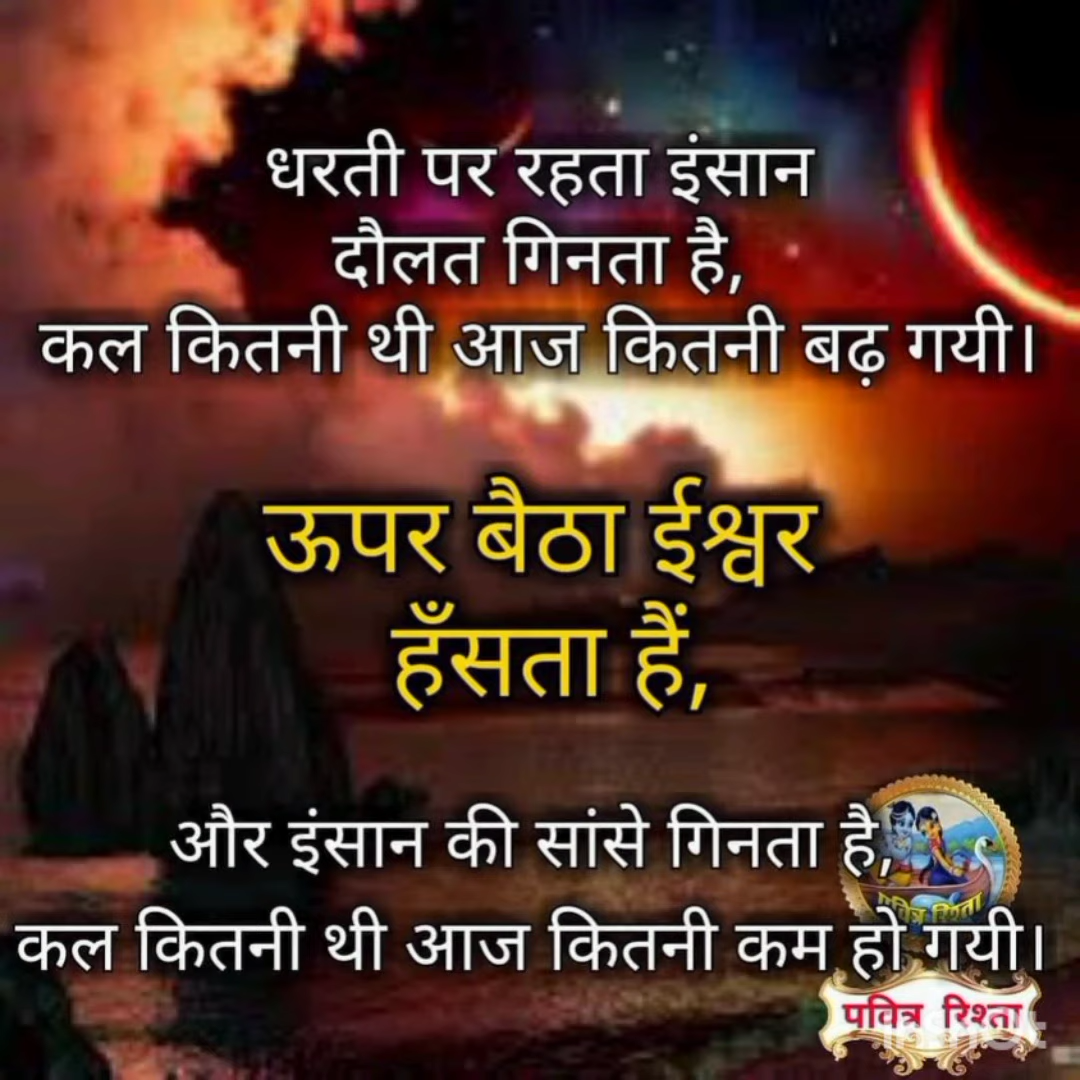 धरती पर रहता इंसान
दौलत गिनता है,
कल कितनी थी आज कितनी बढ़ गयी।
ऊपर बैठा ईश्वर
हँसता हैं,
और इंसान की सांसे गिनता है,
पवित्र रिश्ता
कल कितनी थी आज कितनी कम हो गयी।
पवित्र रिश्ता